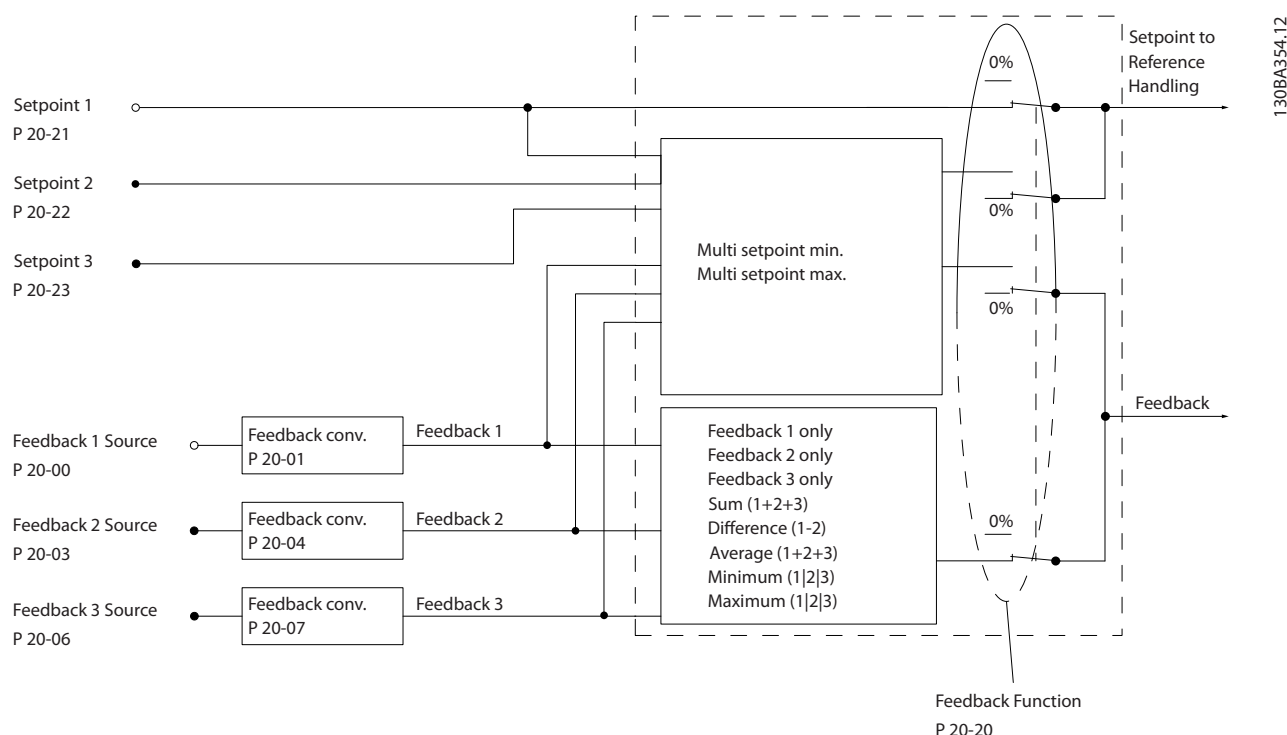 130BA354.12
Setpoint to
Reference
Handling
0%
Setpoint 1
P 20-21
Setpoint 2
P 20-22
0%
Setpoint 3
P 20-23
Multi setpoint min.
Multi setpoint max.
0%
Feedback
Feedback 1 Source
P 20-00
Feedback conv.
P 20-01
Feedback 1
Feedback 2 Source
P 20-03
Feedback conv.
P 20-04
Feedback 2
Feedback 3 Source
P 20-06
Feedback conv.
P 20-07
Feedback 3
Feedback 1 only
Feedback 2 only
Feedback 3 only
Sum (1+2+3)
Difference (1-2)
Average (1+2+3)
Minimum (1|2|3)
Maximum (1|2|3)
0%
Feedback Function
P 20-20